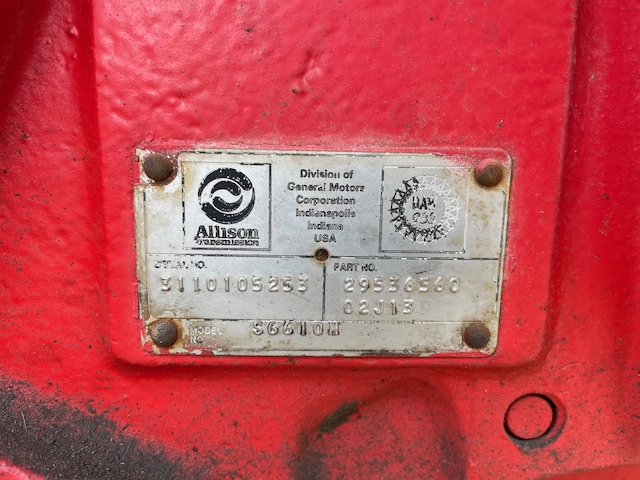 Allison
Transmission
Division of
General Motors
Corporation
Indianapolis
Indiana
USA
SERIAL NO.
3110105253
PART NO.
29536560
02J13
MODEL
NO.
S6610H